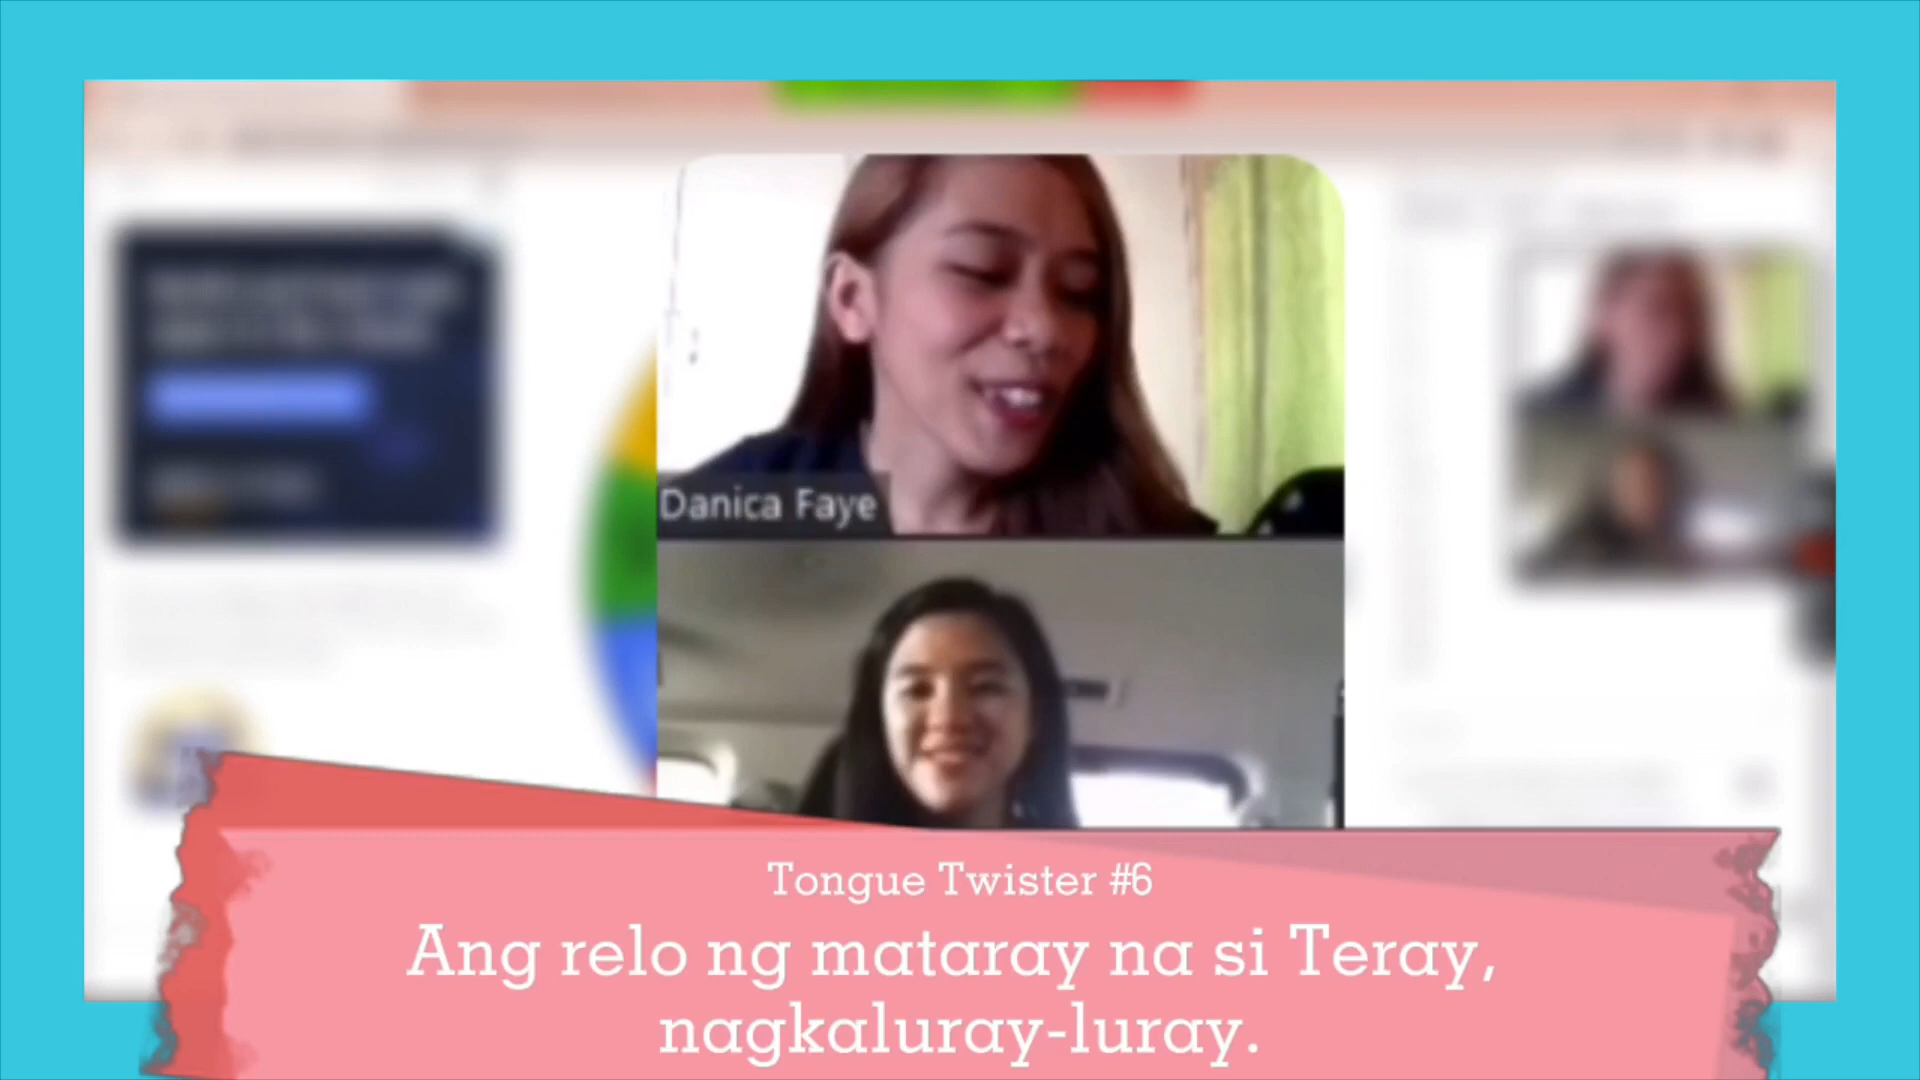 Danica Faye
Tongue Twister #6
Ang relo ng mataray na si Teray,
nagkaluray-luray.